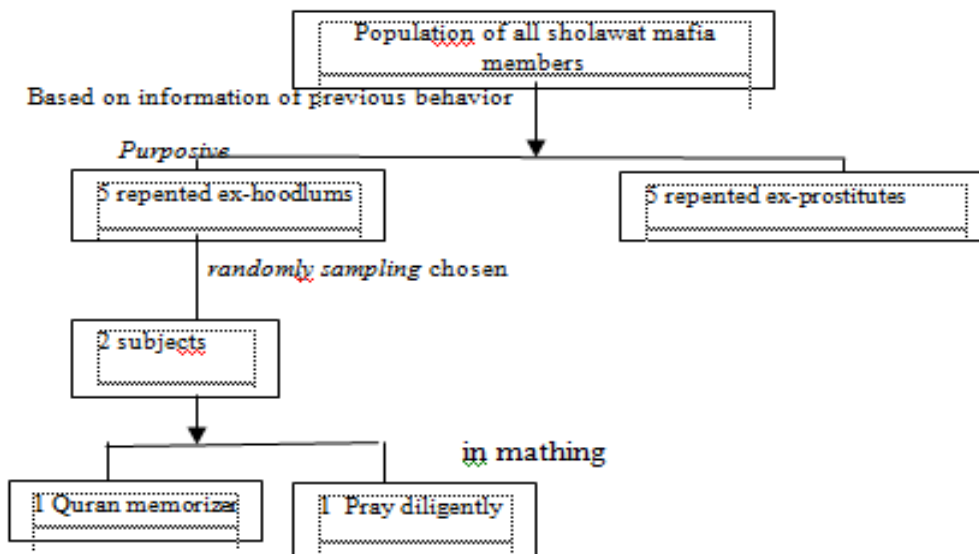 Population of all sholawat mafia
members
Based on information of previous behavior
Purposive
5 repented ex-hoodlums
5 repented ex-prostitutes
randomly sampling chosen
2 subjects
in mathing
1 Quran memorizer
1 Pray diligently